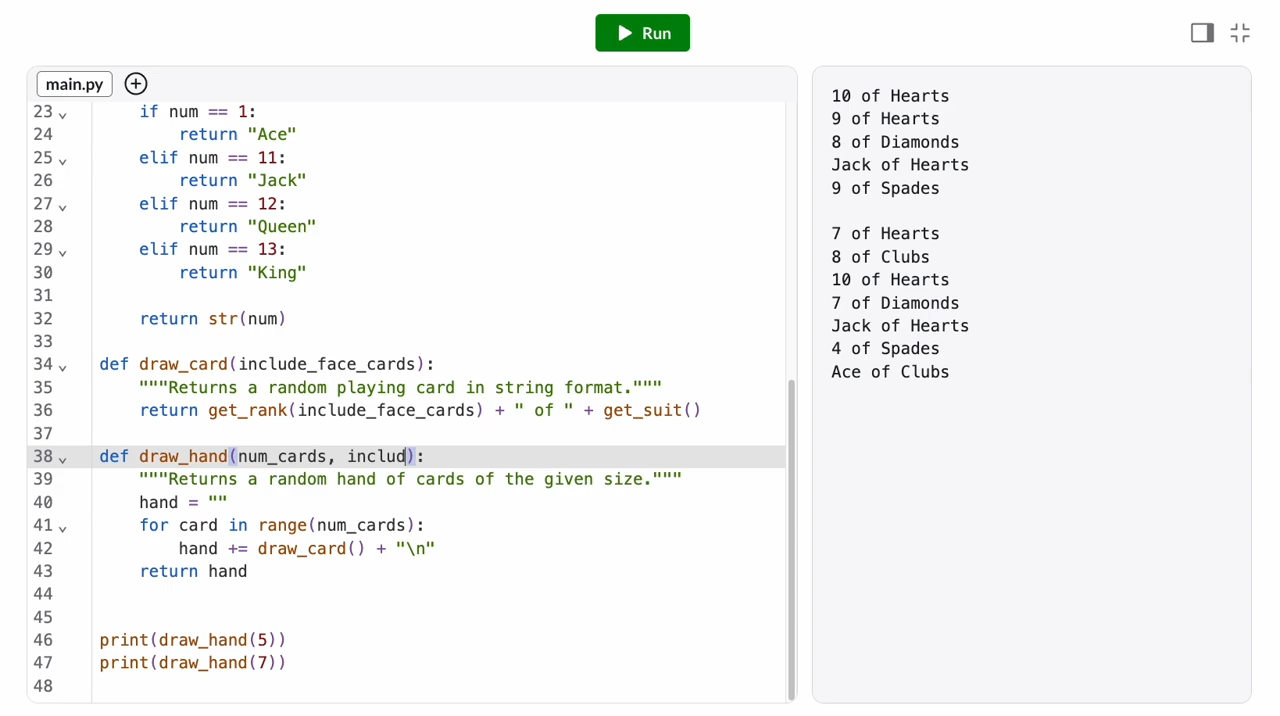 Run
main.py
23 if num == 1:
24 return "Ace"
25 elif num == 11:
26 return "Jack"
27 elif num == 12:
28 return "Queen"
29 elif num == 13:
30 return "King"
31
32 return str(num)
33
34 def draw_card(include_face_cards):
35 """Returns a random playing card in string format."""
36 return get_rank(include_face_cards) + " of " + get_suit()
37
38 def draw_hand(num_cards, includ):
39 """Returns a random hand of cards of the given size."""
40 hand = ""
41 for card in range(num_cards):
42 hand += draw_card() + "\n"
43 return hand
44
45
46 print(draw_hand(5))
47 print(draw_hand(7))
48
10 of Hearts
9 of Hearts
8 of Diamonds
Jack of Hearts
9 of Spades
7 of Hearts
8 of Clubs
10 of Hearts
7 of Diamonds
Jack of Hearts
4 of Spades
Ace of Clubs